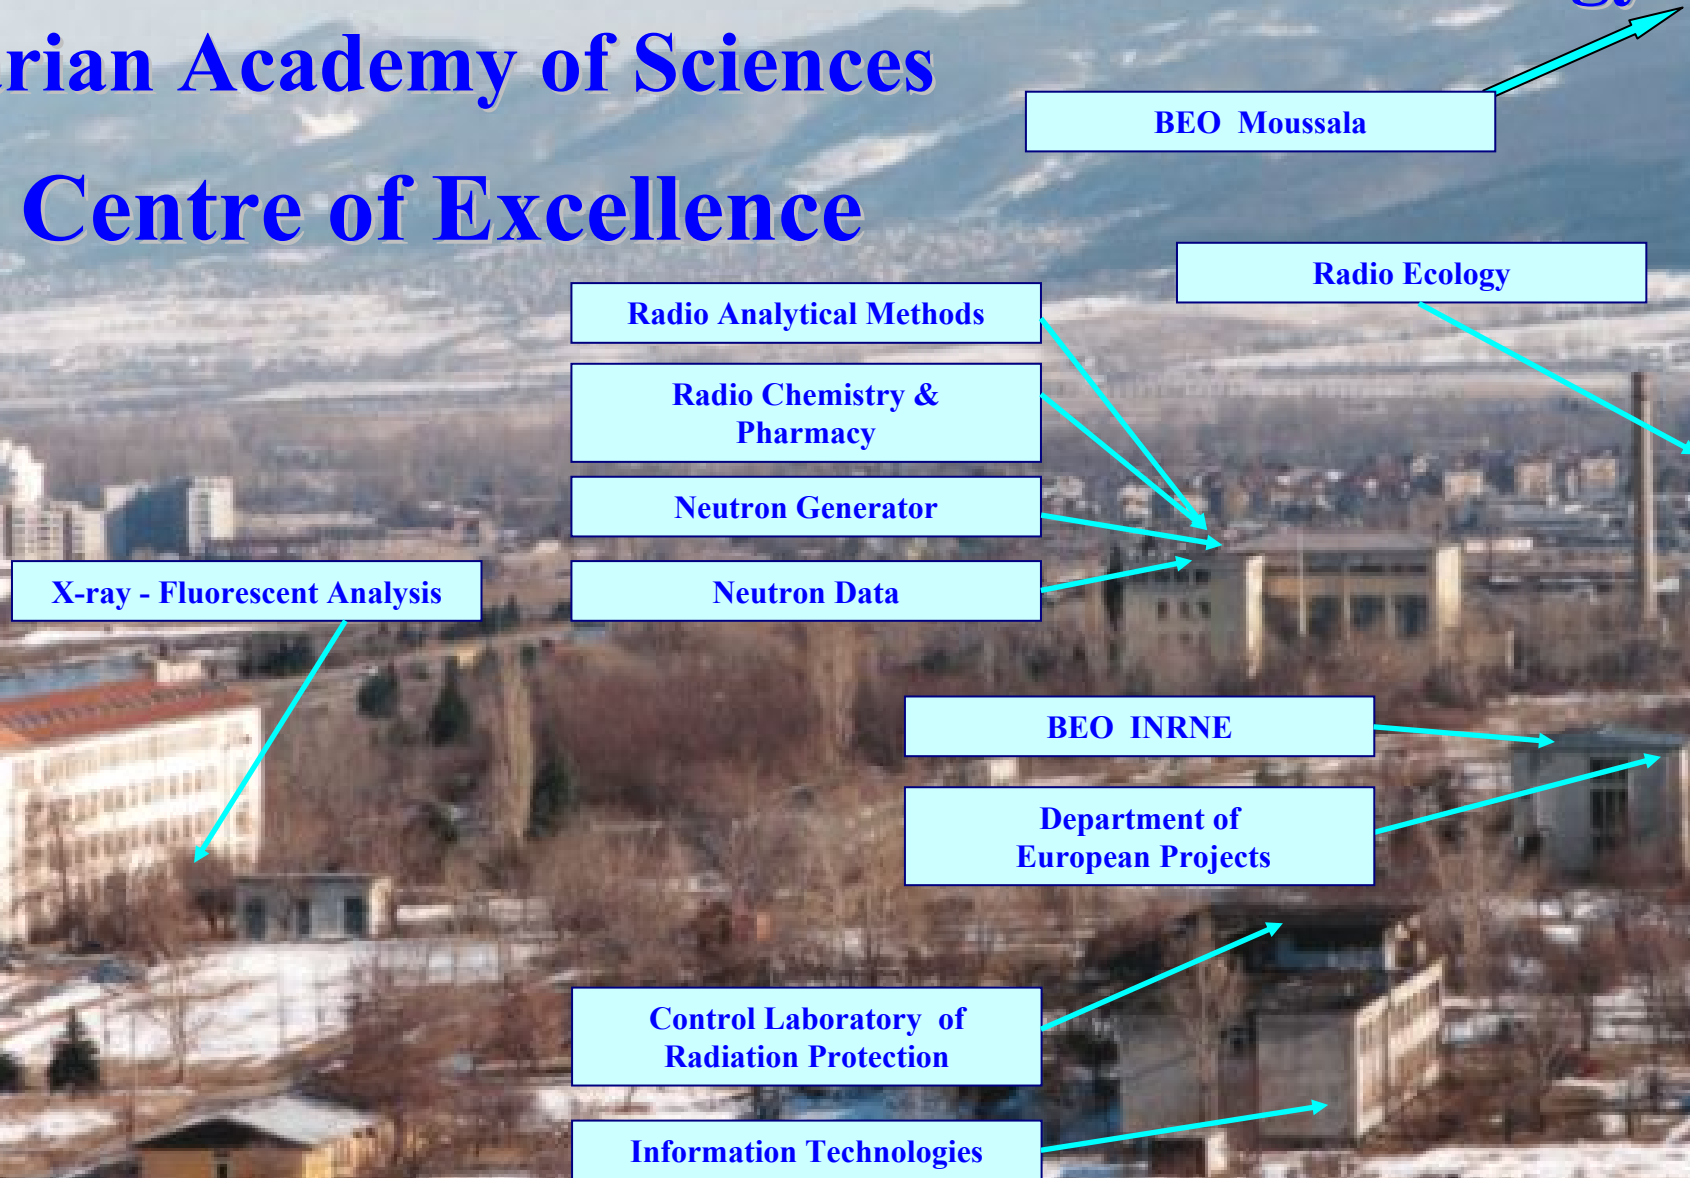 Academy of Sciences
Centre of Excellence
BEO Moussala
Radio Ecology
Radio Analytical Methods
Radio Chemistry &
Pharmacy
Neutron Generator
X-ray - Fluorescent Analysis
Neutron Data
BEO INRNE
Department of
European Projects
Control Laboratory of
Radiation Protection
Information Technologies